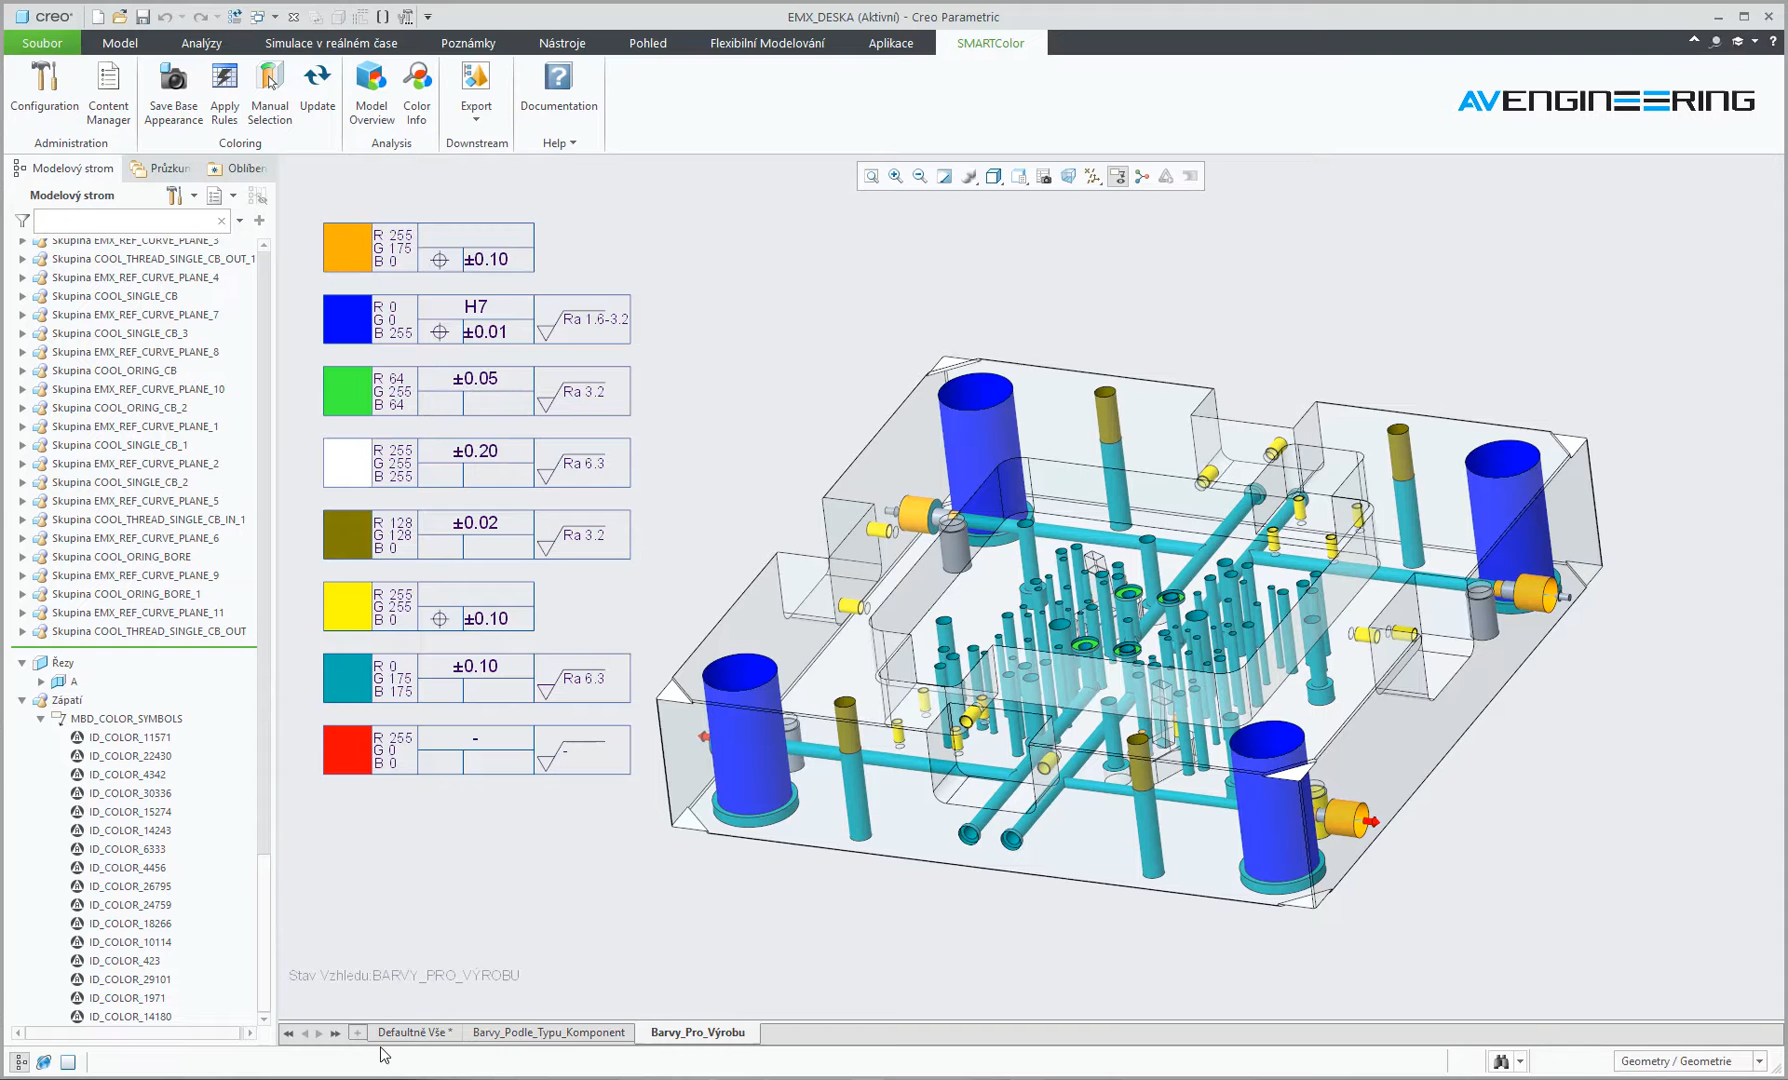 creo
EMX_DESKA (Aktivní) - Creo Parametric
Soubor
Model
Analýzy
Simulace v reálném čase
Poznámky
Nástroje
Pohled
Flexibilní Modelování
Aplikace
SMARTColor
Configuration
Content Manager
Save Base Appearance
Apply Rules
Manual Selection
Update
Model Overview
Color Info
Export
Documentation
Administration
Coloring
Analysis
Downstream
Help
AVENGINEERING
Modelový strom
Průzkun
Oblíben
Modelový strom
Skupina EMX_REF_CURVE_PLANE_3
Skupina COOL_THREAD_SINGLE_CB_OUT_1
Skupina EMX_REF_CURVE_PLANE_4
Skupina COOL_SINGLE_CB
Skupina EMX_REF_CURVE_PLANE_7
Skupina COOL_SINGLE_CB_3
Skupina EMX_REF_CURVE_PLANE_8
Skupina COOL_ORING_CB
Skupina EMX_REF_CURVE_PLANE_10
Skupina COOL_ORING_CB_2
Skupina EMX_REF_CURVE_PLANE_1
Skupina COOL_SINGLE_CB_1
Skupina EMX_REF_CURVE_PLANE_2
Skupina COOL_SINGLE_CB_2
Skupina EMX_REF_CURVE_PLANE_5
Skupina COOL_THREAD_SINGLE_CB_IN_1
Skupina EMX_REF_CURVE_PLANE_6
Skupina COOL_ORING_BORE
Skupina EMX_REF_CURVE_PLANE_9
Skupina COOL_ORING_BORE_1
Skupina EMX_REF_CURVE_PLANE_11
Skupina COOL_THREAD_SINGLE_CB_OUT
Řezy
A
Zápatí
MBD_COLOR_SYMBOLS
ID_COLOR_11571
ID_COLOR_22430
ID_COLOR_4342
ID_COLOR_30336
ID_COLOR_15274
ID_COLOR_14243
ID_COLOR_6333
ID_COLOR_4456
ID_COLOR_26795
ID_COLOR_24759
ID_COLOR_18266
ID_COLOR_10114
ID_COLOR_423
ID_COLOR_29101
ID_COLOR_1971
ID_COLOR_14180
R 255
G 175
B 0
±0.10
R 0
G 0
B 255
H7
±0.01
Ra 1.6-3.2
R 64
G 255
B 64
±0.05
Ra 3.2
R 255
G 255
B 255
±0.20
Ra 6.3
R 128
G 128
B 0
±0.02
Ra 3.2
R 255
G 255
B 0
±0.10
R 0
G 175
B 175
±0.10
Ra 6.3
R 255
G 0
B 0
-
-
Stav Vzhledu:BARVY_PRO_VÝROBU
Defaultně Vše *
Barvy_Podle_Typu_Komponent
Barvy_Pro_Výrobu
Geometry / Geometrie